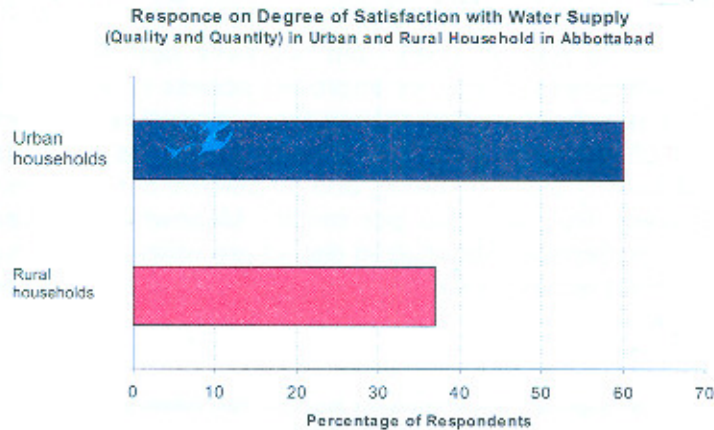 Responce on Degree of Satisfaction with Water Supply
(Quality and Quantity) in Urban and Rural Household in Abbottabad
Urban
households
Rural
households
0 10 20 30 40 50 60 70
Percentage of Respondents